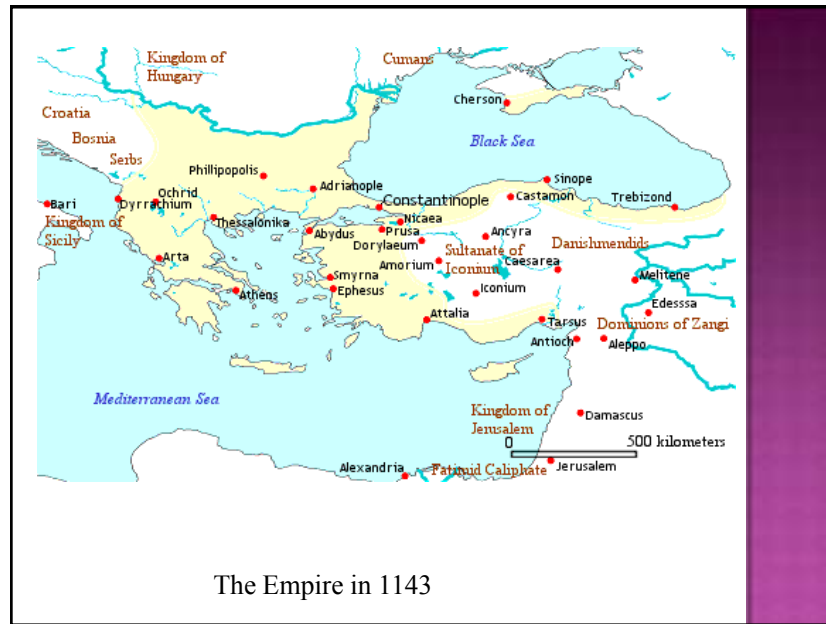 Kingdom of
Hungary
Cumans
Cherson
Croatia
Black Sea
Bosnia
Serbs
Phillipopolis
Sinope
Adrianople
Ochrid
Castamon
Trebizond
Bari
Dyrrachium
Constantinople
Kingdom of
Sicily
Thessalonika
Nicaea
Abydus
Prusa
Ancyra
Dorylaeum
Danishmendids
Sultanate of
Iconium
Arta
Amorium
Caesarea
Melitene
Smyrna
Ephesus
Athens
Iconium
Edesssa
Attalia
Tarsus
Dominions of Zangi
Antioch
Aleppo
Mediterranean Sea
Kingdom of
Jerusalem
Damascus
0
500 kilometers
Alexandria
Fatimid Caliphate
Jerusalem
The Empire in 1143